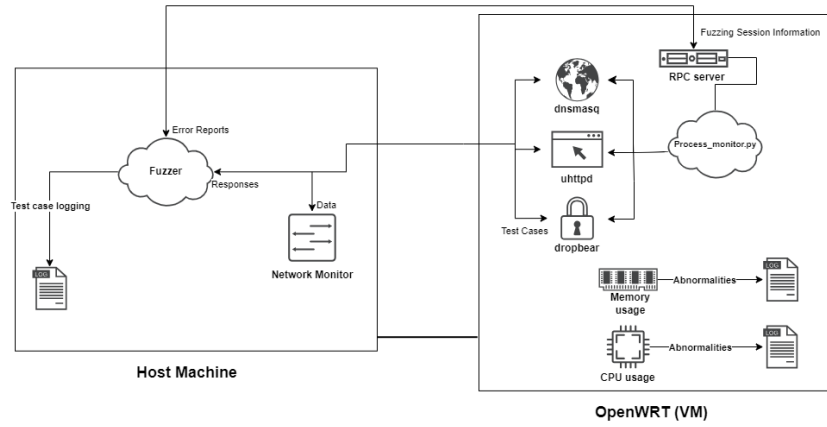 Fuzzing Session Information
RPC server
dnsmasq
Error Reports
Fuzzer
Process_monitor.py
uhttpd
Responses
Test case logging
Data
Test Cases
dropbear
LOG
Network Monitor
Memory
usage
Abnormalities
LOG
CPU usage
Abnormalities
LOG
Host Machine
OpenWRT (VM)